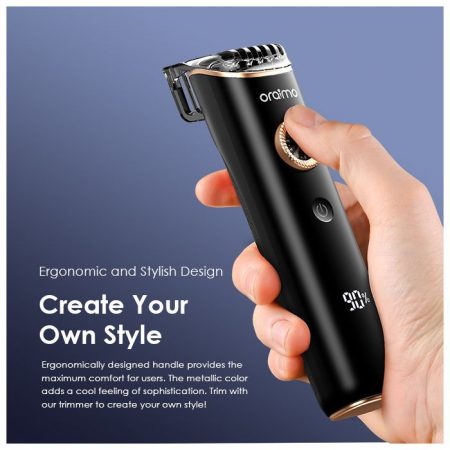 oraimo
90%
Ergonomic and Stylish Design
Create Your
Own Style
Ergonomically designed handle provides the
maximum comfort for users. The metallic color
adds a cool feeling of sophistication. Trim with
our trimmer to create your own style!